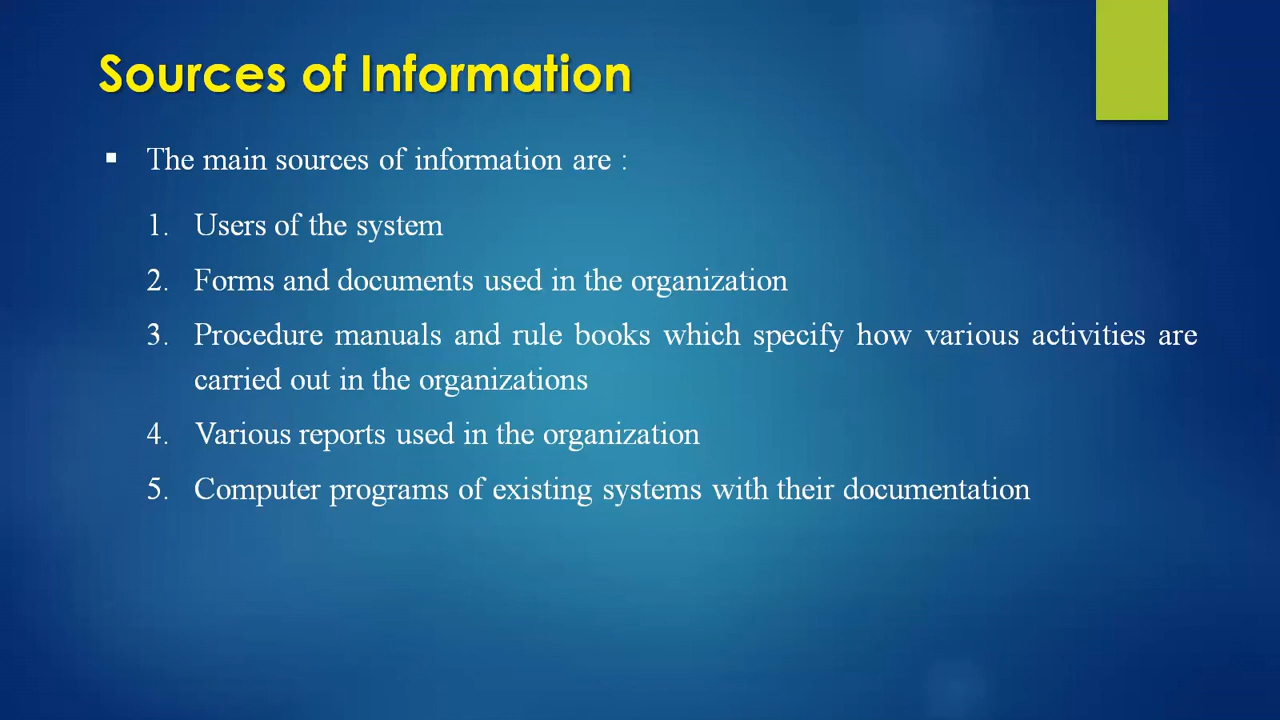 Sources of Information
▪ The main sources of information are :
1. Users of the system
2. Forms and documents used in the organization
3. Procedure manuals and rule books which specify how various activities are
carried out in the organizations
4. Various reports used in the organization
5. Computer programs of existing systems with their documentation